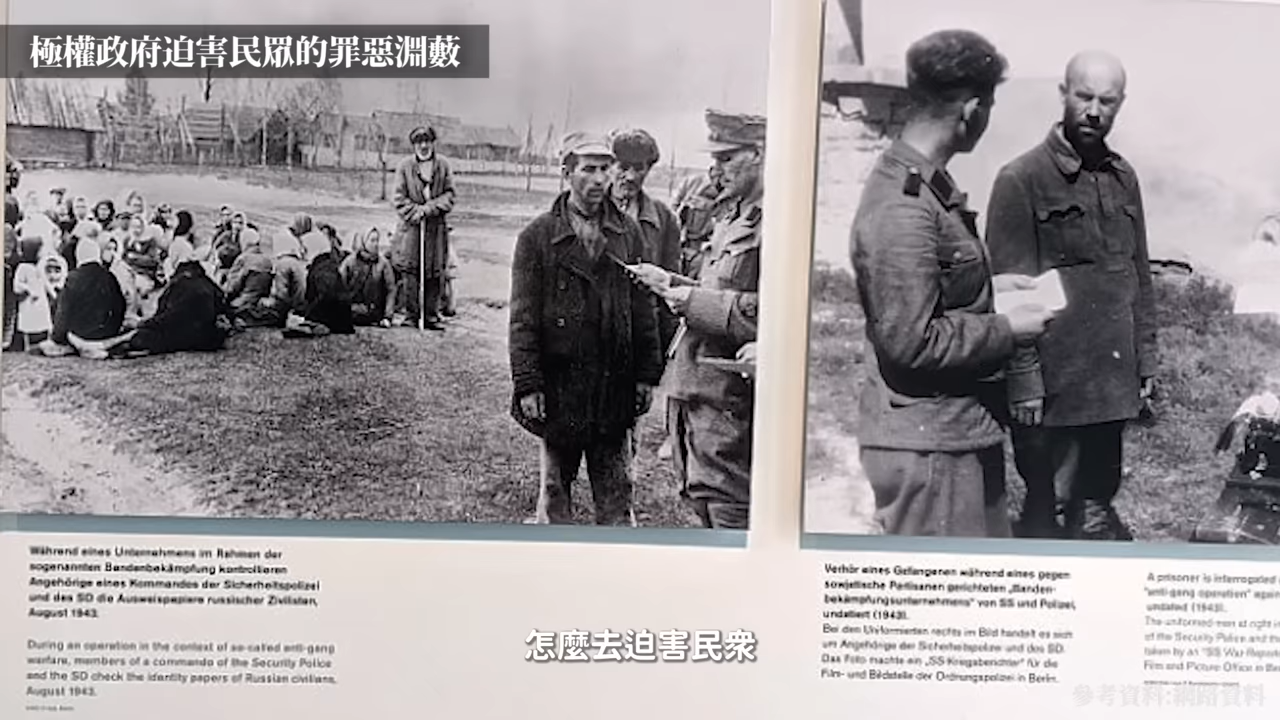 極權政府迫害民眾的罪惡淵藪
Während eines Unternehmens im Rahmen der
sogenannten Bandenbekämpfung kontrollieren
Angehörige eines Kommandos der Sicherheitspolizei
und des SD die Ausweispapiere russischer Zivilisten,
August 1943.
During an operation in the context of so-called anti-gang
warfare, members of a commando of the Security Police
and the SD check the identity papers of Russian civilians,
August 1943.
Verhör eines Gefangenen während eines gegen
sowjetische Partisanen gerichteten „Banden-
bekämpfungsunternehmens“ von SS und Polizei,
undatiert (1943).
Bei den Uniformierten rechts im Bild handelt es sich
um Angehörige der Sicherheitspolizei und des SD.
Das Foto machte ein „SS-Kriegsberichter“ für die
Film- und Bildstelle der Ordnungspolizei in Berlin.
A prisoner is interrogated
"anti-gang operation" again
undated (1943).
The uniformed men at right i
of the Security Police and th
taken by an "SS War Reporte
Film and Picture Office in Be
怎麼去迫害民眾
參考資料:網路資料